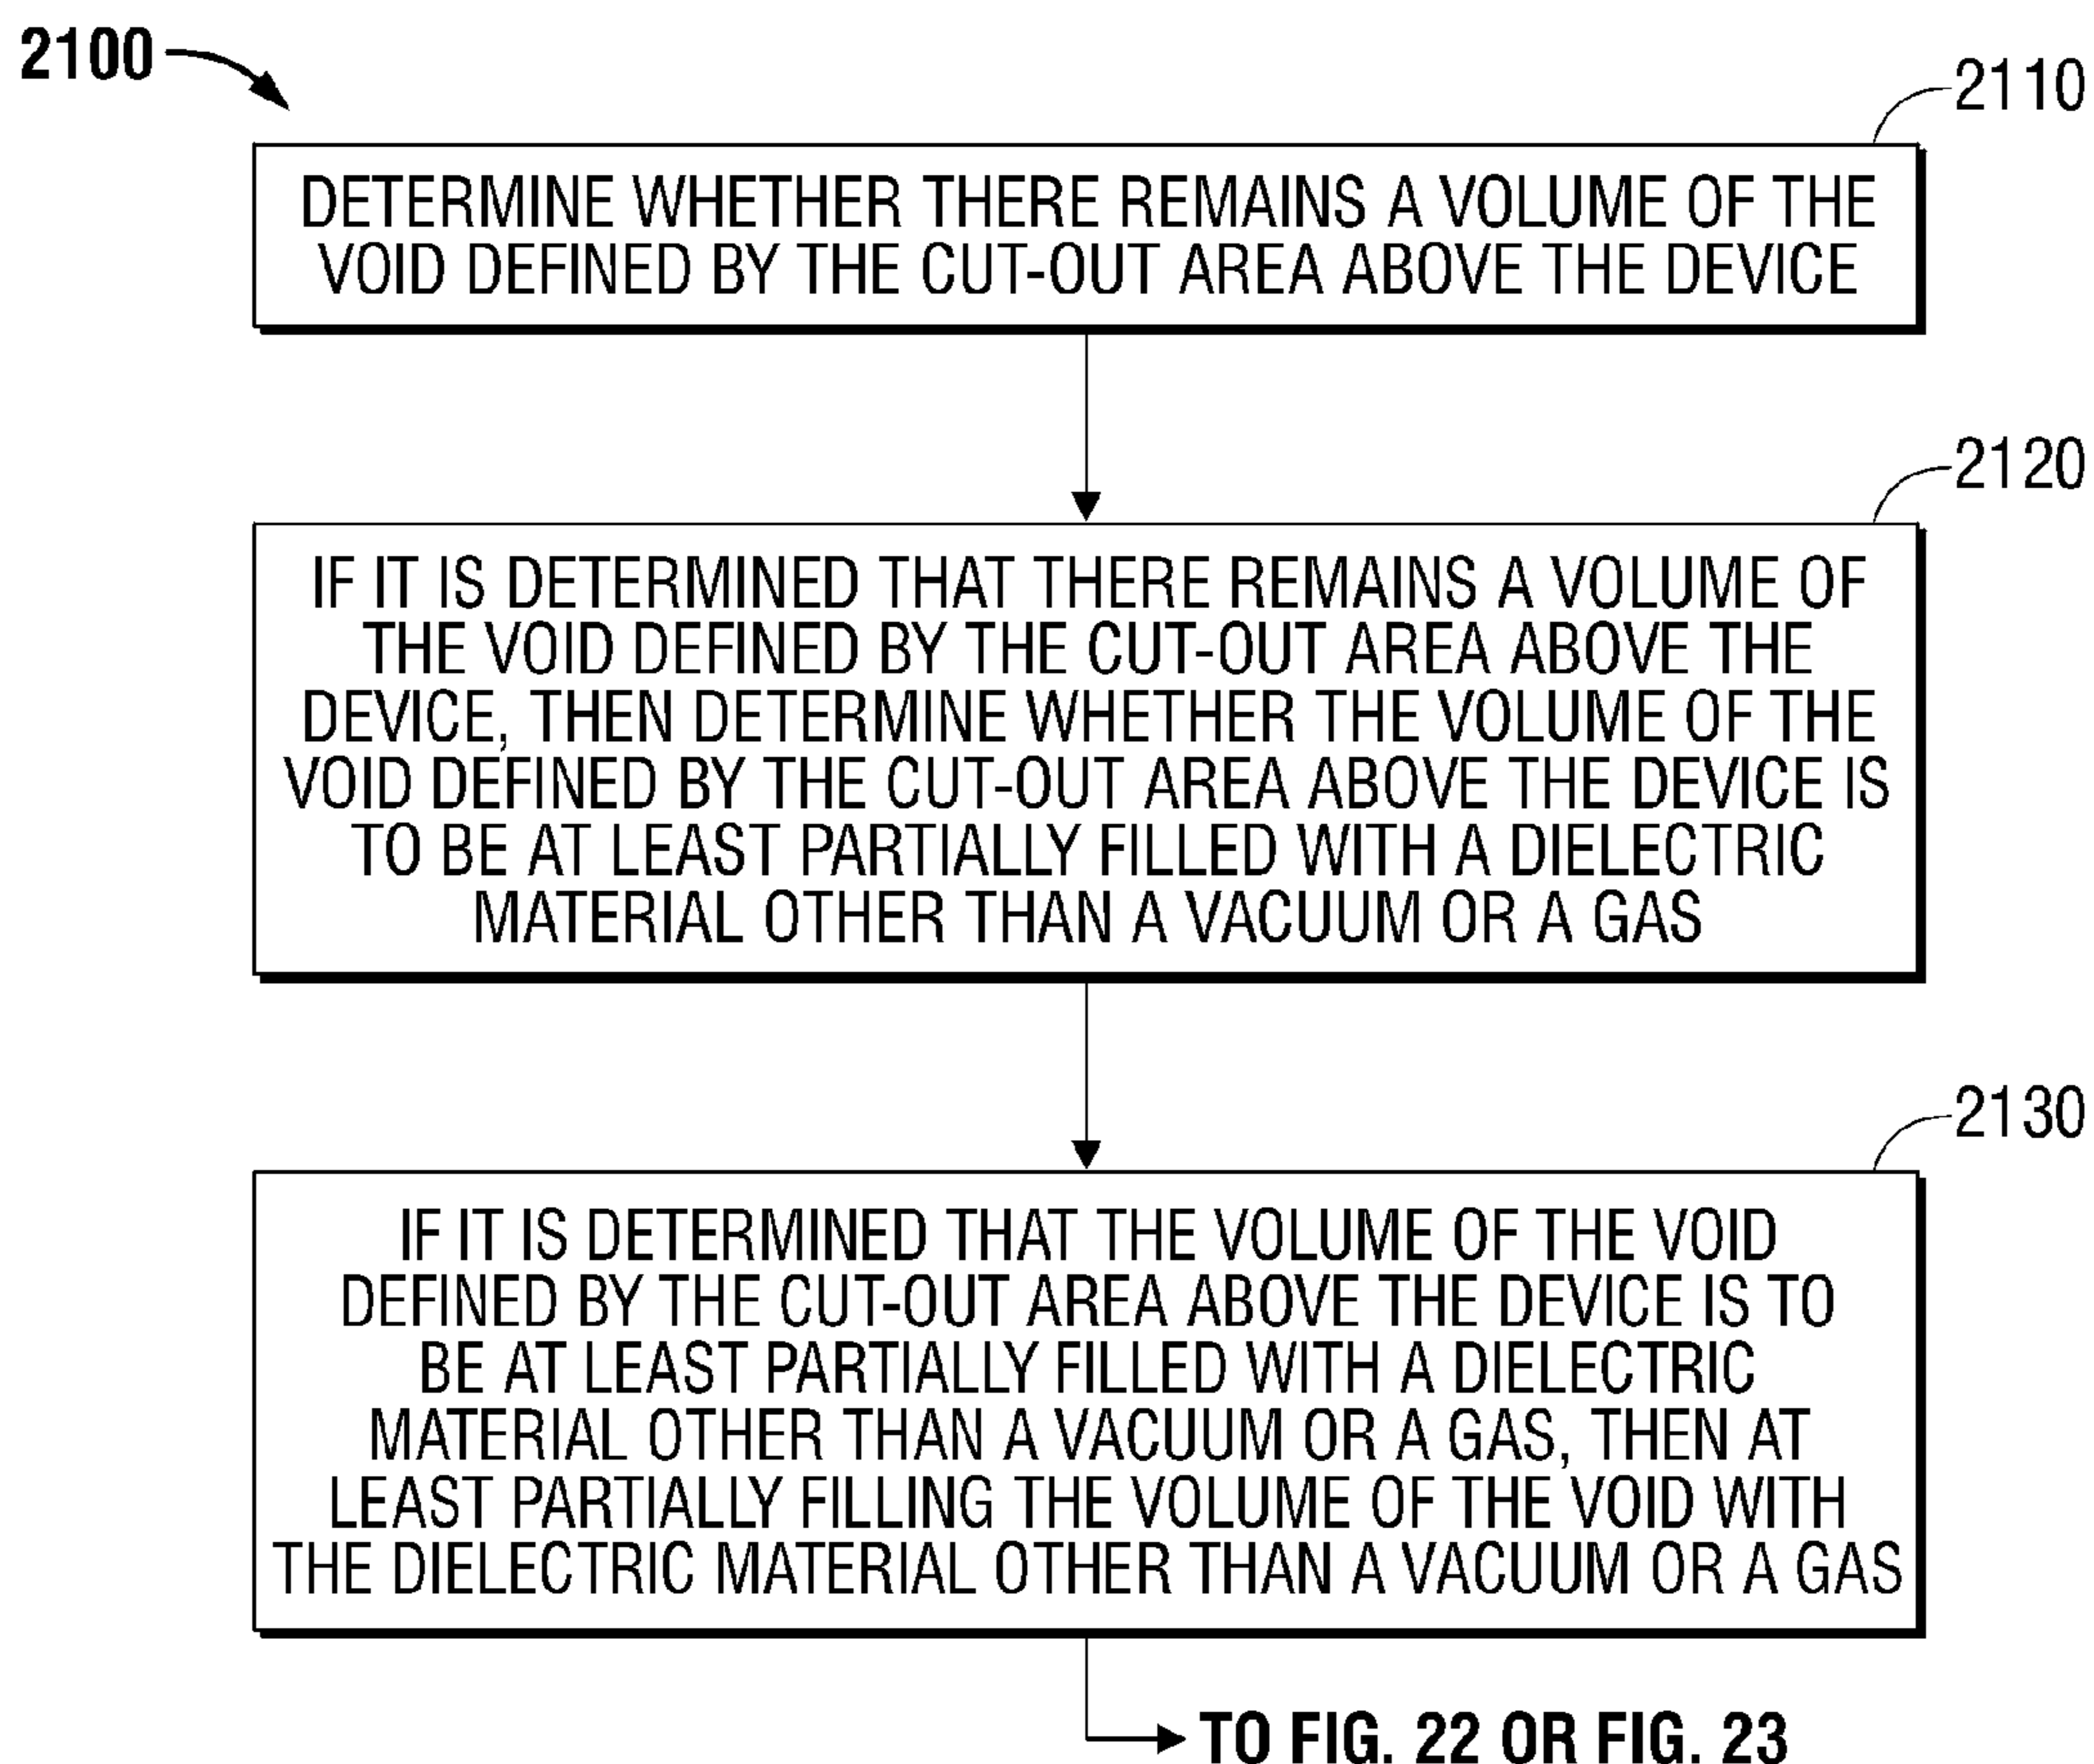 2100
2110
DETERMINE WHETHER THERE REMAINS A VOLUME OF THE
VOID DEFINED BY THE CUT-OUT AREA ABOVE THE DEVICE
2120
IF IT IS DETERMINED THAT THERE REMAINS A VOLUME OF
THE VOID DEFINED BY THE CUT-OUT AREA ABOVE THE
DEVICE, THEN DETERMINE WHETHER THE VOLUME OF THE
VOID DEFINED BY THE CUT-OUT AREA ABOVE THE DEVICE IS
TO BE AT LEAST PARTIALLY FILLED WITH A DIELECTRIC
MATERIAL OTHER THAN A VACUUM OR A GAS
2130
IF IT IS DETERMINED THAT THE VOLUME OF THE VOID
DEFINED BY THE CUT-OUT AREA ABOVE THE DEVICE IS TO
BE AT LEAST PARTIALLY FILLED WITH A DIELECTRIC
MATERIAL OTHER THAN A VACUUM OR A GAS, THEN AT
LEAST PARTIALLY FILLING THE VOLUME OF THE VOID WITH
THE DIELECTRIC MATERIAL OTHER THAN A VACUUM OR A GAS
TO FIG. 22 OR FIG. 23